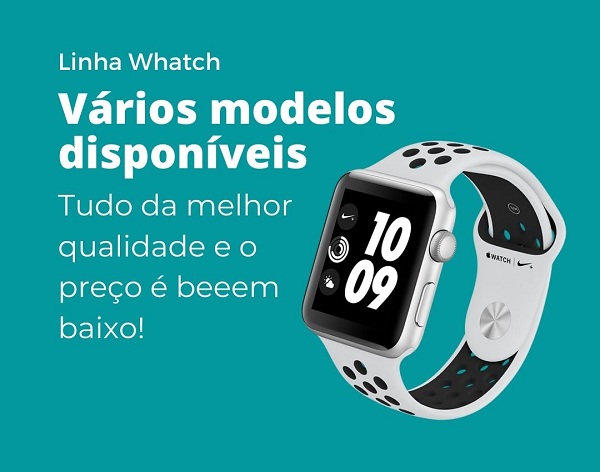 Linha Whatch
Vários modelos
disponíveis
Tudo da melhor
qualidade e o
preço é beeem
baixo!
10
09
WATCH